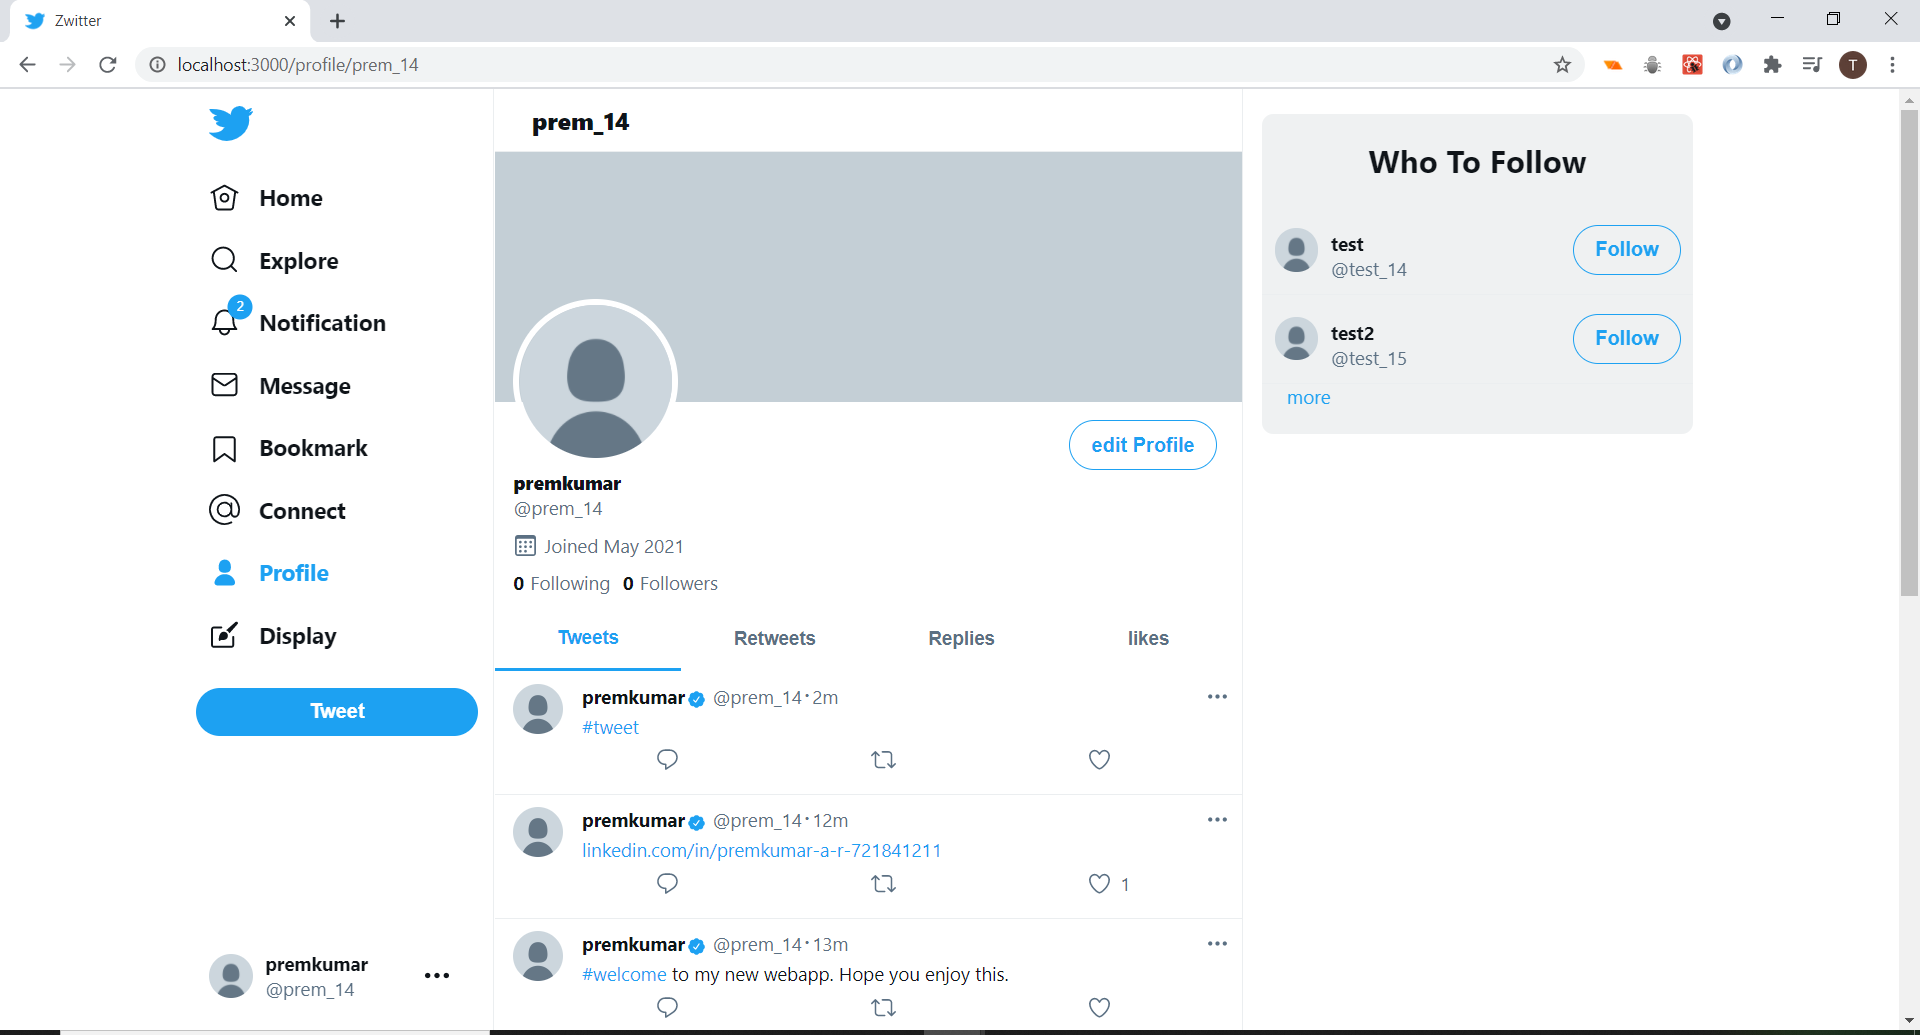 Zwitter
localhost:3000/profile/prem_14
T
Home
Explore
2
Notification
Message
Bookmark
Connect
Profile
Display
Tweet
premkumar
@prem_14
prem_14
edit Profile
premkumar
@prem_14
Joined May 2021
0 Following 0 Followers
Tweets Retweets Replies likes
premkumar @prem_14·2m
#tweet
premkumar @prem_14·12m
linkedin.com/in/premkumar-a-r-721841211
1
premkumar @prem_14·13m
#welcome to my new webapp. Hope you enjoy this.
Who To Follow
test
@test_14
Follow
test2
@test_15
Follow
more